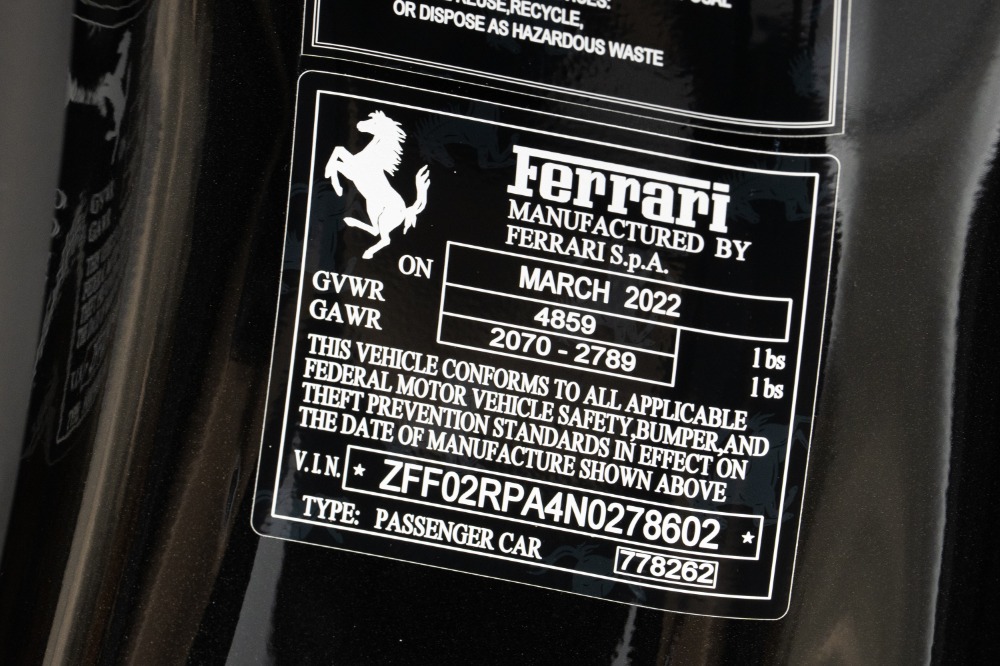 REUSE,RECYCLE,
OR DISPOSE AS HAZARDOUS WASTE
Ferrari
MANUFACTURED BY
FERRARI S.p.A.
ON MARCH 2022
GVWR 4859 lbs
GAWR 2070 - 2789 lbs
THIS VEHICLE CONFORMS TO ALL APPLICABLE
FEDERAL MOTOR VEHICLE SAFETY,BUMPER,AND
THEFT PREVENTION STANDARDS IN EFFECT ON
THE DATE OF MANUFACTURE SHOWN ABOVE
V.I.N. ★ ZFF02RPA4N0278602 ★
TYPE: PASSENGER CAR 778262